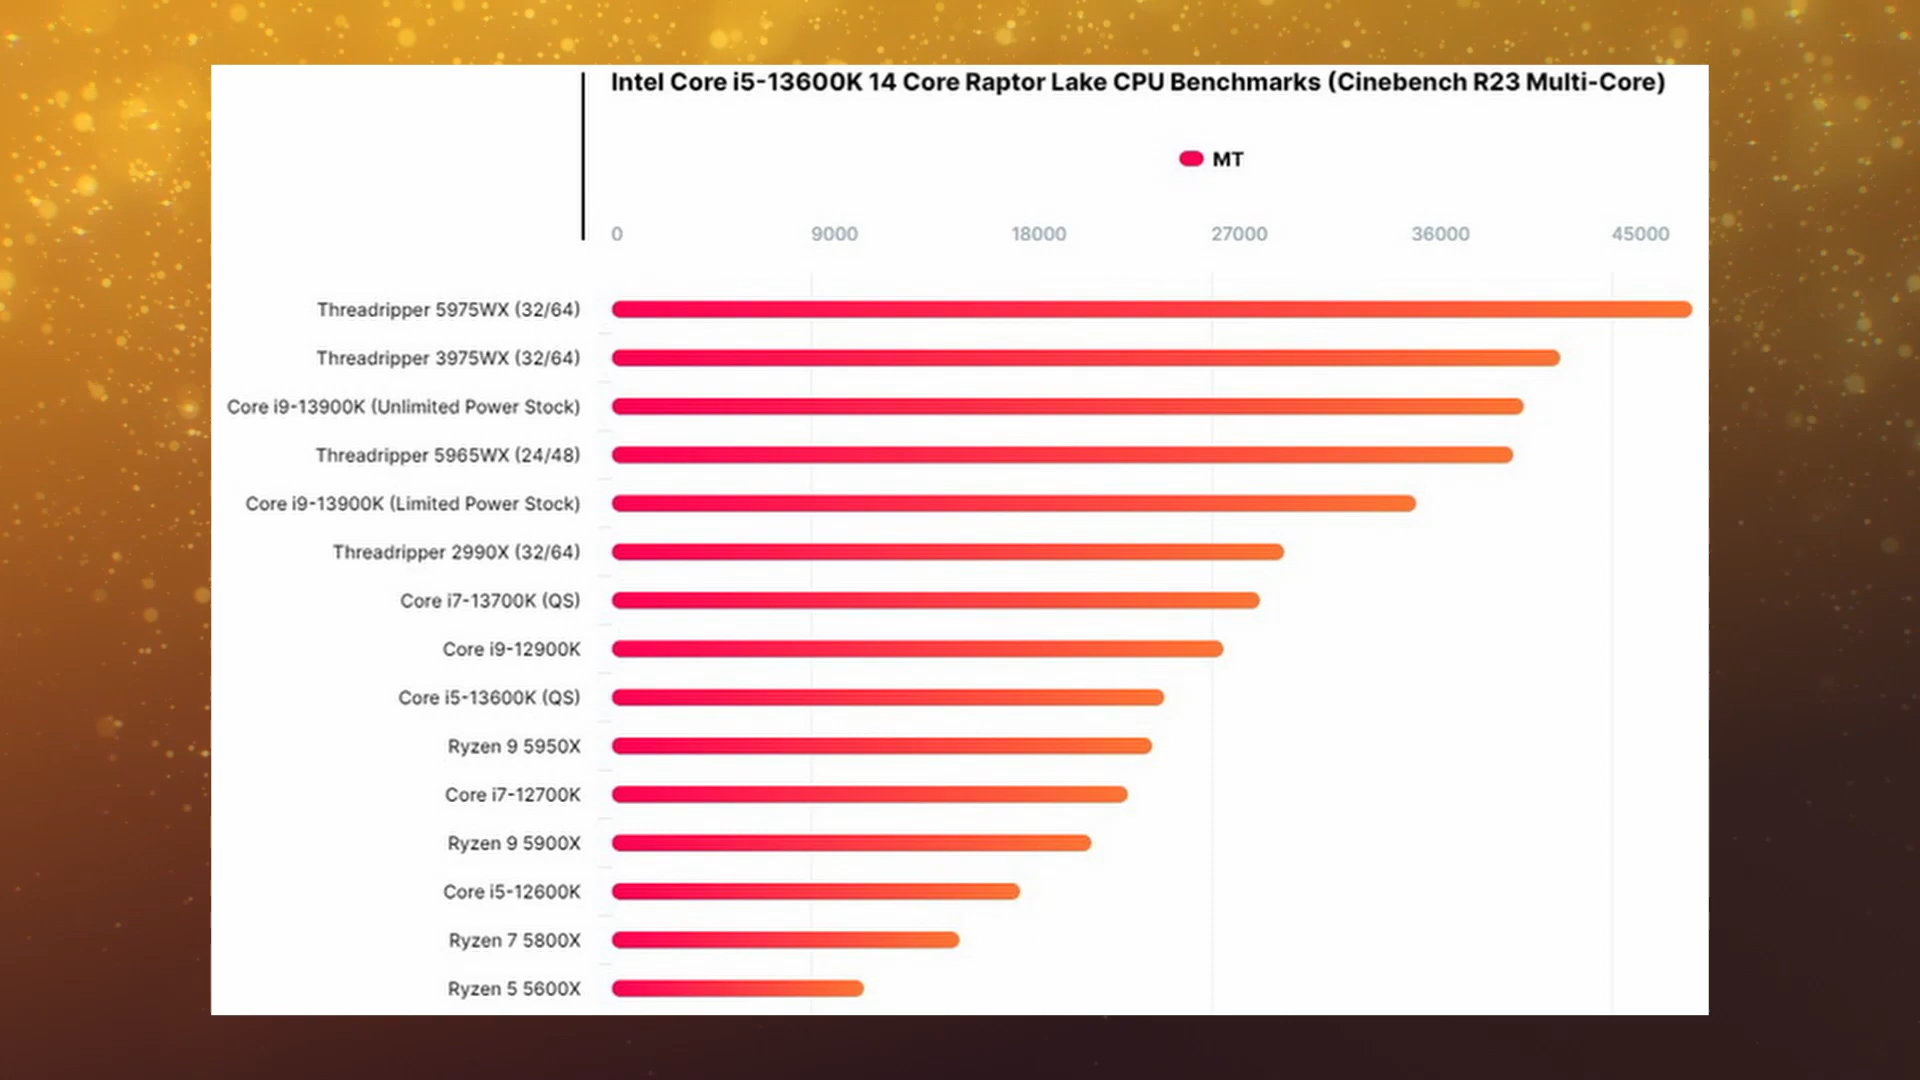 Intel Core i5-13600K 14 Core Raptor Lake CPU Benchmarks (Cinebench R23 Multi-Core)
MT
0 9000 18000 27000 36000 45000
Threadripper 5975WX (32/64)
Threadripper 3975WX (32/64)
Core i9-13900K (Unlimited Power Stock)
Threadripper 5965WX (24/48)
Core i9-13900K (Limited Power Stock)
Threadripper 2990X (32/64)
Core i7-13700K (QS)
Core i9-12900K
Core i5-13600K (QS)
Ryzen 9 5950X
Core i7-12700K
Ryzen 9 5900X
Core i5-12600K
Ryzen 7 5800X
Ryzen 5 5600X